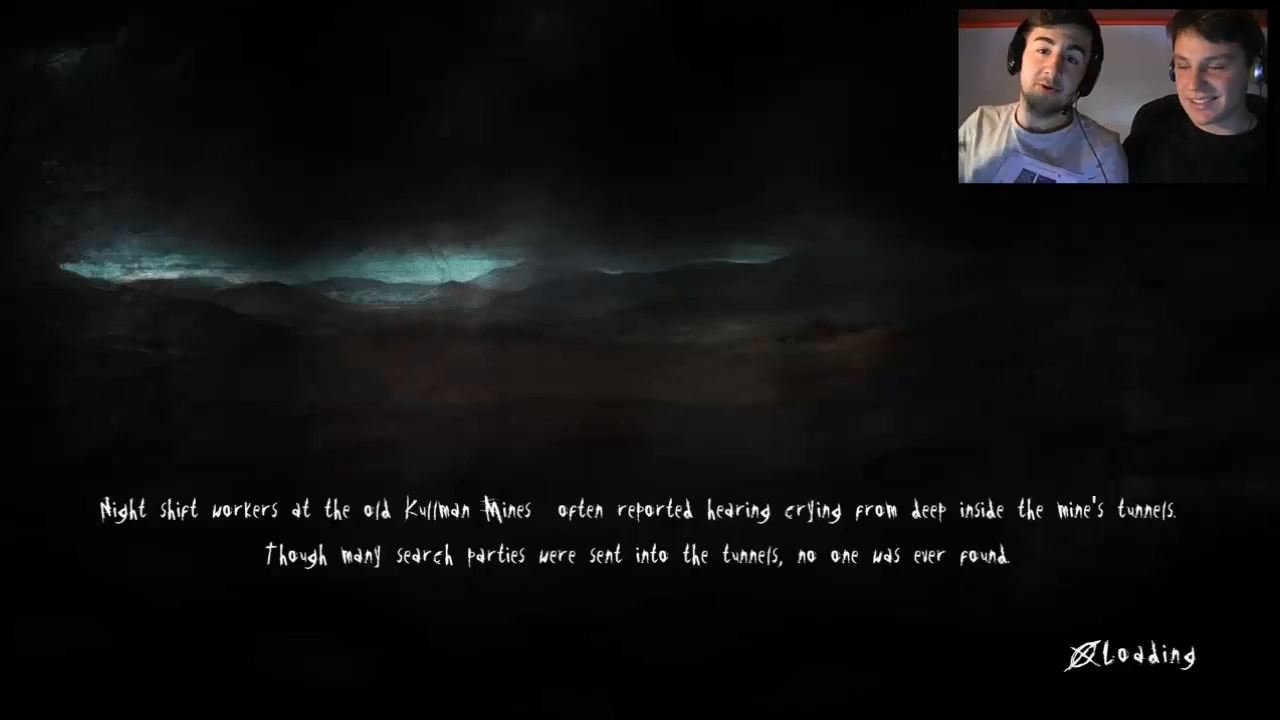 Night shift workers at the old Kullman Mines often reported hearing crying from deep inside the mine's tunnels.
Though many search parties were sent into the tunnels, no one was ever found.
Loading